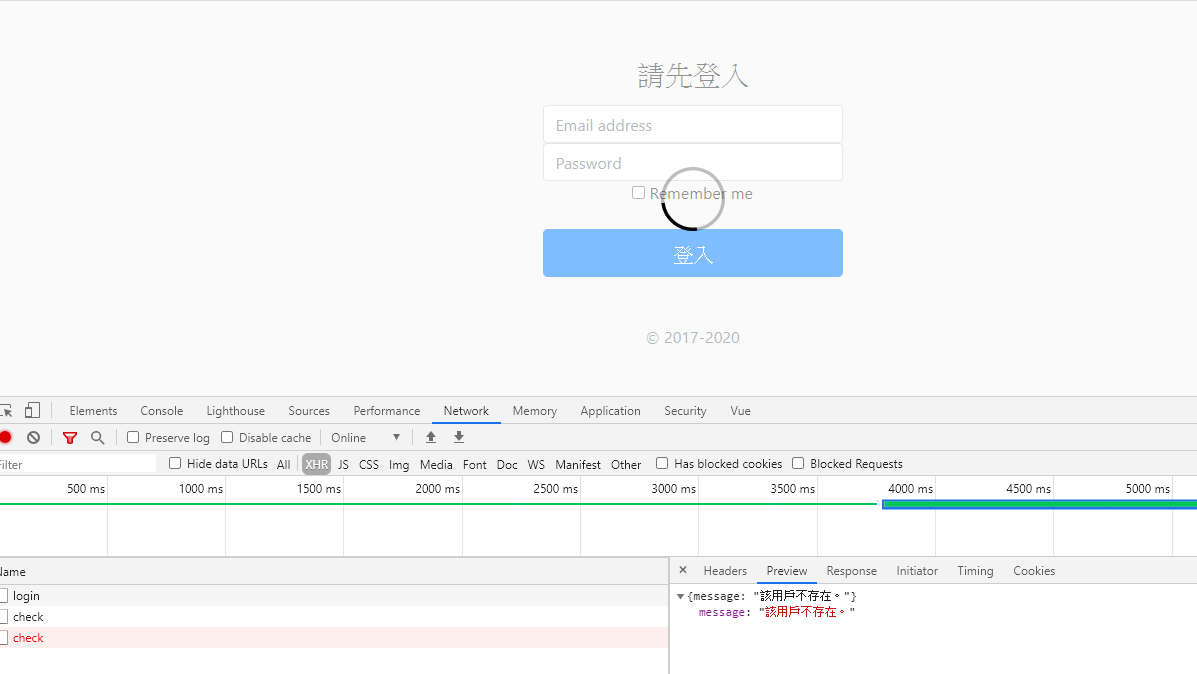 請先登入
Email address
Password
Remember me
登入
© 2017-2020
Elements Console Lighthouse Sources Performance Network Memory Application Security Vue
Preserve log Disable cache Online
Filter Hide data URLs All XHR JS CSS Img Media Font Doc WS Manifest Other Has blocked cookies Blocked Requests
500 ms 1000 ms 1500 ms 2000 ms 2500 ms 3000 ms 3500 ms 4000 ms 4500 ms 5000 ms
Name
login
check
check
× Headers Preview Response Initiator Timing Cookies
▼{message: "該用戶不存在。"}
message: "該用戶不存在。"